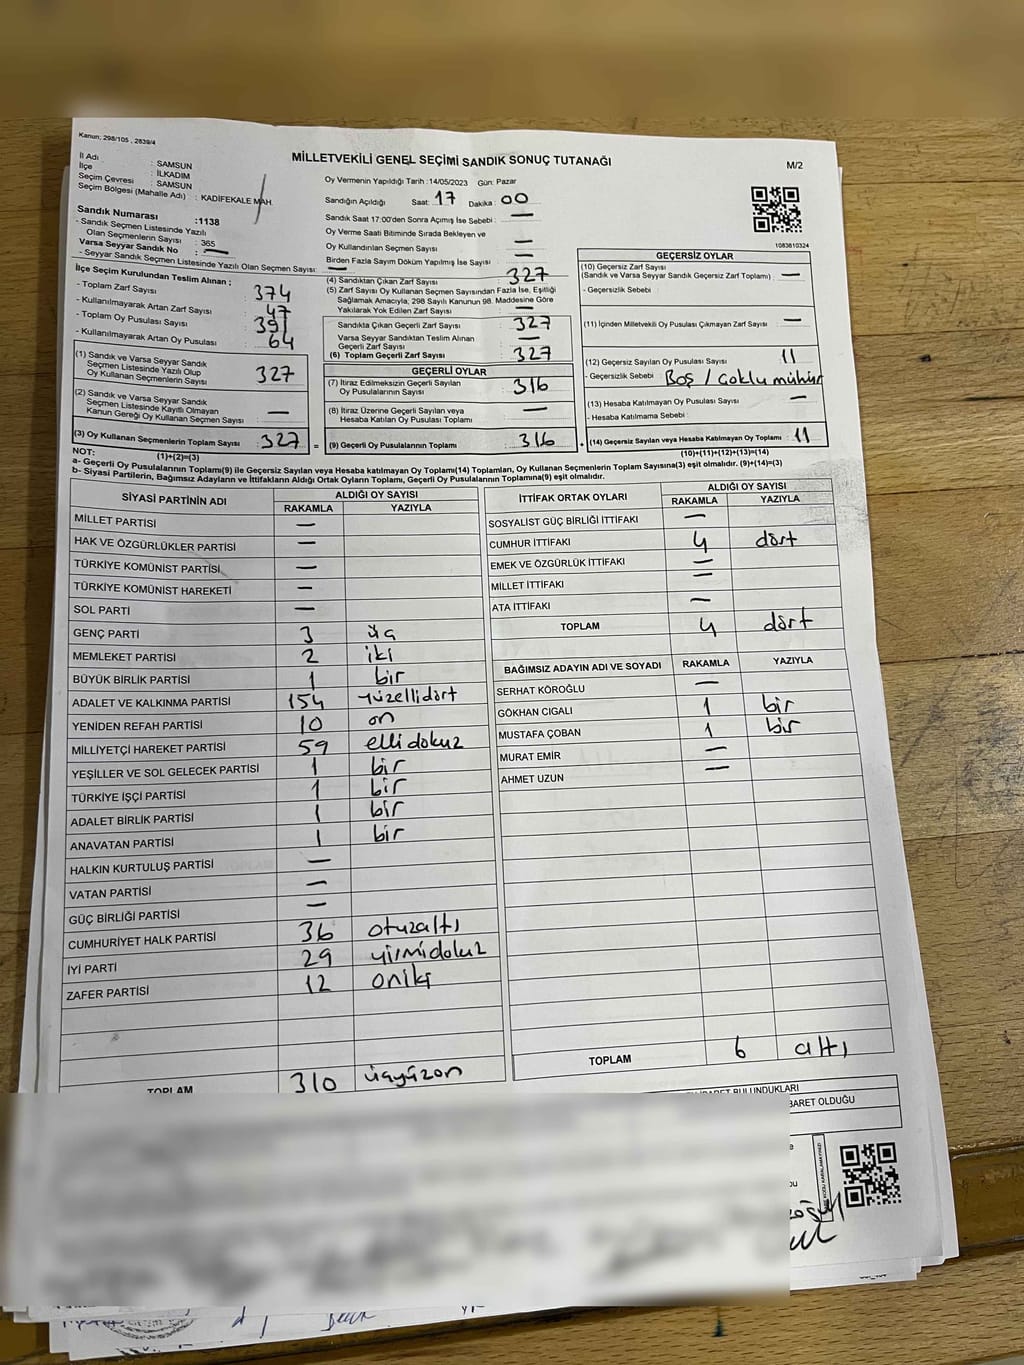 Kanun; 298/105 , 2839/4
MİLLETVEKİLİ GENEL SEÇİMİ SANDIK SONUÇ TUTANAĞI
M/2
İl Adı : SAMSUN
İlçe : İLKADIM
Seçim Çevresi : SAMSUN
Seçim Bölgesi (Mahalle Adı) : KADİFEKALE MAH.
Sandık Numarası :1138
- Sandık Seçmen Listesinde Yazılı
Olan Seçmenlerin Sayısı : 365
Varsa Seyyar Sandık No : —
- Seyyar Sandık Seçmen Listesinde Yazılı Olan Seçmen Sayısı: —
İlçe Seçim Kurulundan Teslim Alınan ;
- Toplam Zarf Sayısı 374
- Kullanılmayarak Artan Zarf Sayısı 47
- Toplam Oy Pusulası Sayısı 391
- Kullanılmayarak Artan Oy Pusulası 64
(1) Sandık ve Varsa Seyyar Sandık
Seçmen Listesinde Yazılı Olup
Oy Kullanan Seçmenlerin Sayısı 327
(2) Sandık ve Varsa Seyyar Sandık
Seçmen Listesinde Kayıtlı Olmayan
Kanun Gereği Oy Kullanan Seçmen Sayısı —
(3) Oy Kullanan Seçmenlerin Toplam Sayısı 327 =
(1)+(2)=(3)
Oy Vermenin Yapıldığı Tarih :14/05/2023 Gün: Pazar
Sandığın Açıldığı Saat: 17 Dakika: 00
Sandık Saat 17:00'den Sonra Açımış İse Sebebi : —
Oy Verme Saati Bitiminde Sırada Bekleyen ve
Oy Kullandırılan Seçmen Sayısı —
Birden Fazla Sayım Döküm Yapılmış İse Sayısı —
(4) Sandıktan Çıkan Zarf Sayısı 327
(5) Zarf Sayısı Oy Kullanan Seçmen Sayısından Fazla İse, Eşitliği
Sağlamak Amacıyla, 298 Sayılı Kanunun 98. Maddesine Göre
Yakılarak Yok Edilen Zarf Sayısı —
Sandıkta Çıkan Geçerli Zarf Sayısı 327
Varsa Seyyar Sandıktan Teslim Alınan
Geçerli Zarf Sayısı —
(6) Toplam Geçerli Zarf Sayısı 327
GEÇERLİ OYLAR
(7) İtiraz Edilmeksizin Geçerli Sayılan
Oy Pusulalarının Sayısı 316
(8) İtiraz Üzerine Geçerli Sayılan veya
Hesaba Katılan Oy Pusulası Toplamı —
(9) Geçerli Oy Pusulalarının Toplamı 316 +
1083810324
GEÇERSİZ OYLAR
(10) Geçersiz Zarf Sayısı
(Sandık ve Varsa Seyyar Sandık Geçersiz Zarf Toplamı) —
- Geçersizlik Sebebi :
(11) İçinden Milletvekili Oy Pusulası Çıkmayan Zarf Sayısı —
(12) Geçersiz Sayılan Oy Pusulası Sayısı 11
- Geçersizlik Sebebi Boş / Çoklu mühür
(13) Hesaba Katılmayan Oy Pusulası Sayısı —
- Hesaba Katılmama Sebebi :
(14) Geçersiz Sayılan veya Hesaba Katılmayan Oy Toplamı 11
(10)+(11)+(12)+(13)=(14)
NOT:
a- Geçerli Oy Pusulalarının Toplamı(9) ile Geçersiz Sayılan veya Hesaba katılmayan Oy Toplamı(14) Toplamları, Oy Kullanan Seçmenlerin Toplam Sayısına(3) eşit olmalıdır. (9)+(14)=(3)
b- Siyasi Partilerin, Bağımsız Adayların ve İttifakların Aldığı Ortak Oyların Toplamı, Geçerli Oy Pusulalarının Toplamına(9) eşit olmalıdır.
SİYASİ PARTİNİN ADI ALDIĞI OY SAYISI
RAKAMLA YAZIYLA
MİLLET PARTİSİ —
HAK VE ÖZGÜRLÜKLER PARTİSİ —
TÜRKİYE KOMÜNİST PARTİSİ —
TÜRKİYE KOMÜNİST HAREKETİ —
SOL PARTİ —
GENÇ PARTİ 3 üç
MEMLEKET PARTİSİ 2 iki
BÜYÜK BİRLİK PARTİSİ 1 bir
ADALET VE KALKINMA PARTİSİ 154 yüzellidört
YENİDEN REFAH PARTİSİ 10 on
MİLLİYETÇİ HAREKET PARTİSİ 59 ellidokuz
YEŞİLLER VE SOL GELECEK PARTİSİ 1 bir
TÜRKİYE İŞÇİ PARTİSİ 1 bir
ADALET BİRLİK PARTİSİ 1 bir
ANAVATAN PARTİSİ 1 bir
HALKIN KURTULUŞ PARTİSİ —
VATAN PARTİSİ —
GÜÇ BİRLİĞİ PARTİSİ —
CUMHURİYET HALK PARTİSİ 36 otuzaltı
İYİ PARTİ 29 yirmidokuz
ZAFER PARTİSİ 12 oniki
TOPLAM 310 üçyüzon
İTTİFAK ORTAK OYLARI ALDIĞI OY SAYISI
RAKAMLA YAZIYLA
SOSYALİST GÜÇ BİRLİĞİ İTTİFAKI —
CUMHUR İTTİFAKI 4 dört
EMEK VE ÖZGÜRLÜK İTTİFAKI —
MİLLET İTTİFAKI —
ATA İTTİFAKI —
TOPLAM 4 dört
BAĞIMSIZ ADAYIN ADI VE SOYADI RAKAMLA YAZIYLA
SERHAT KÖROĞLU —
GÖKHAN CIGALI 1 bir
MUSTAFA ÇOBAN 1 bir
MURAT EMİR —
AHMET UZUN —
TOPLAM 6 altı
BULUNDUKLARI
BARET OLDUĞU